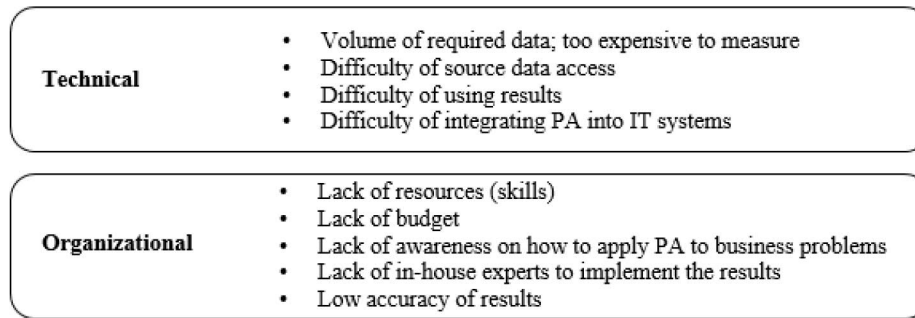 Technical
• Volume of required data; too expensive to measure
• Difficulty of source data access
• Difficulty of using results
• Difficulty of integrating PA into IT systems
Organizational
• Lack of resources (skills)
• Lack of budget
• Lack of awareness on how to apply PA to business problems
• Lack of in-house experts to implement the results
• Low accuracy of results